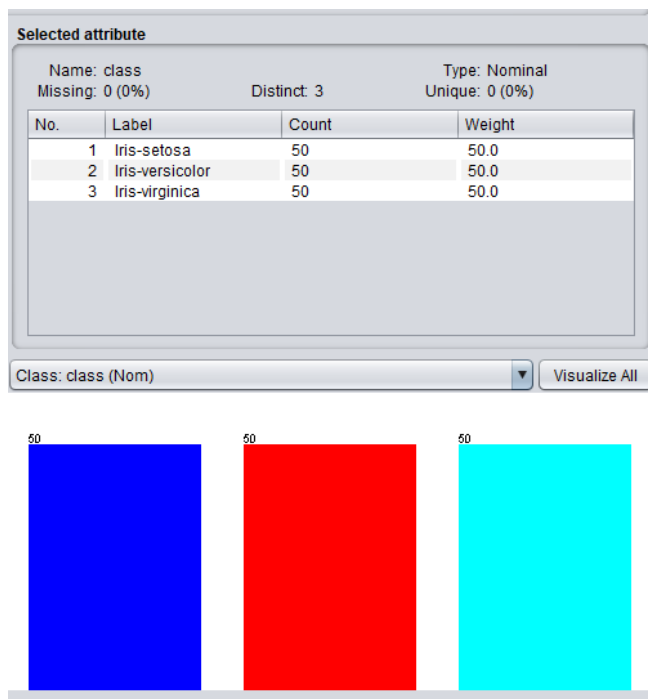 Selected attribute
Name: class Type: Nominal
Missing: 0 (0%) Distinct: 3 Unique: 0 (0%)
No. Label Count Weight
1 Iris-setosa 50 50.0
2 Iris-versicolor 50 50.0
3 Iris-virginica 50 50.0
Class: class (Nom) Visualize All
50 50 50